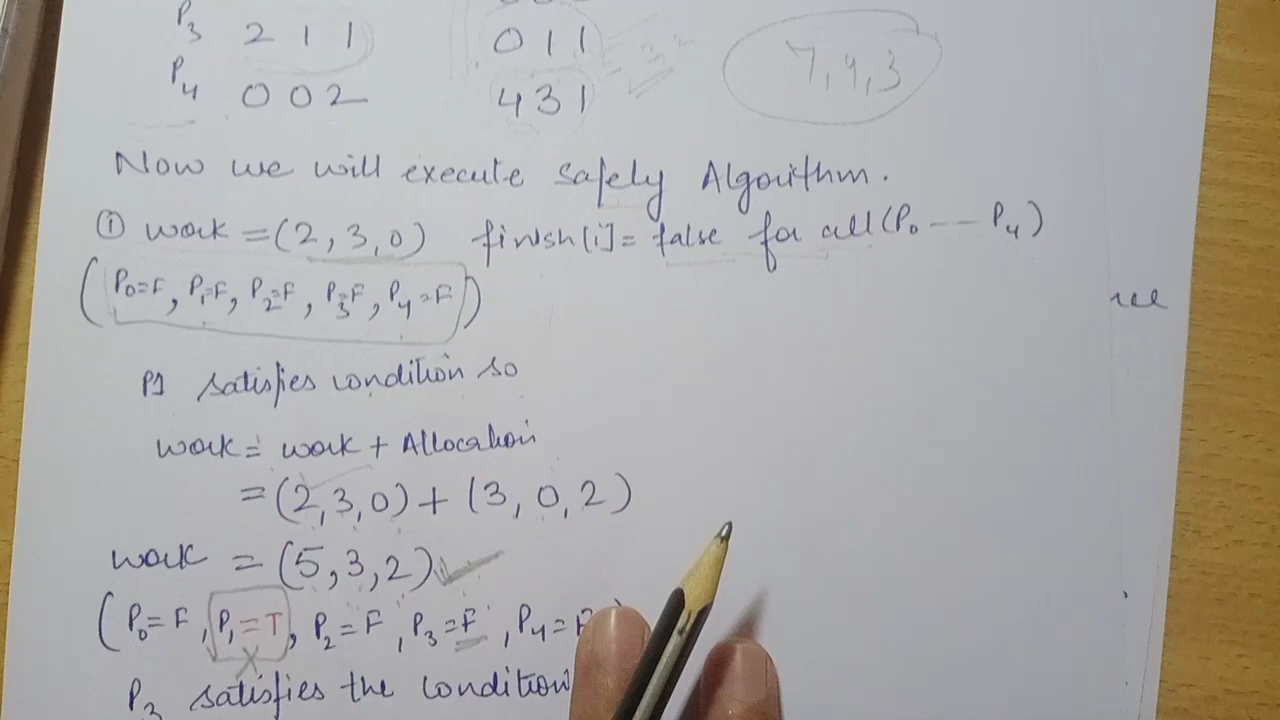 P3 2 1 1 0 1 1
7,4,3
P4 0 0 2 4 3 1
Now we will execute Safely Algorithm.
① work = (2, 3, 0) finish[i] = false for all (P0 -- P4)
(P0=F, P1=F, P2=F, P3=F, P4=F)
P1 satisfies condition so
work = work + Allocation
= (2,3,0) + (3, 0, 2)
work = (5,3,2)
(P0 = F, P1 = T, P2 = F, P3 = F, P4 = F
P3 satisfies the condition